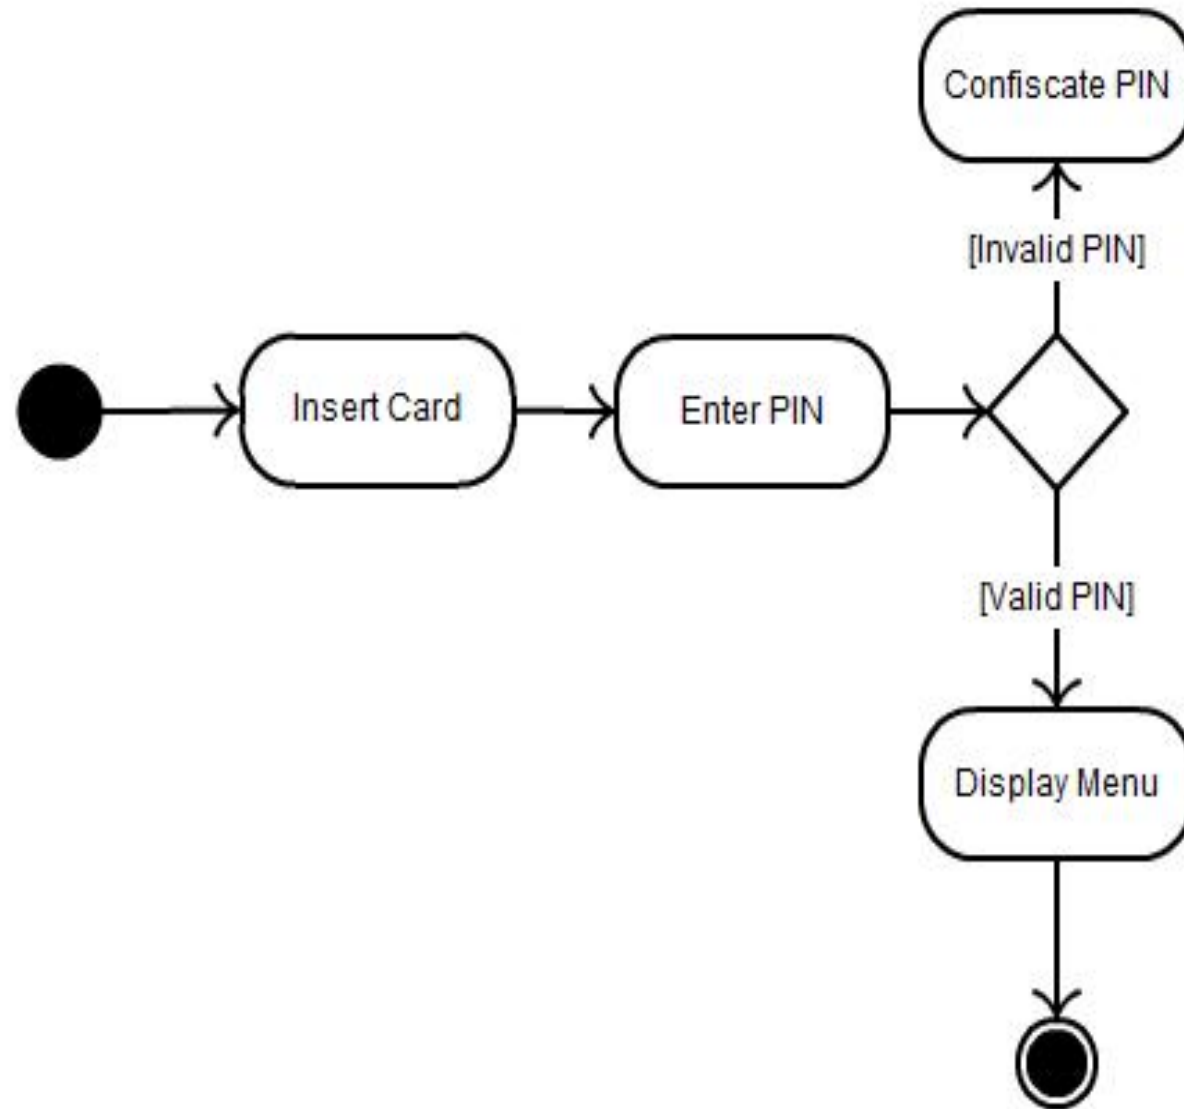 Confiscate PIN
[Invalid PIN]
Insert Card
Enter PIN
[Valid PIN]
Display Menu